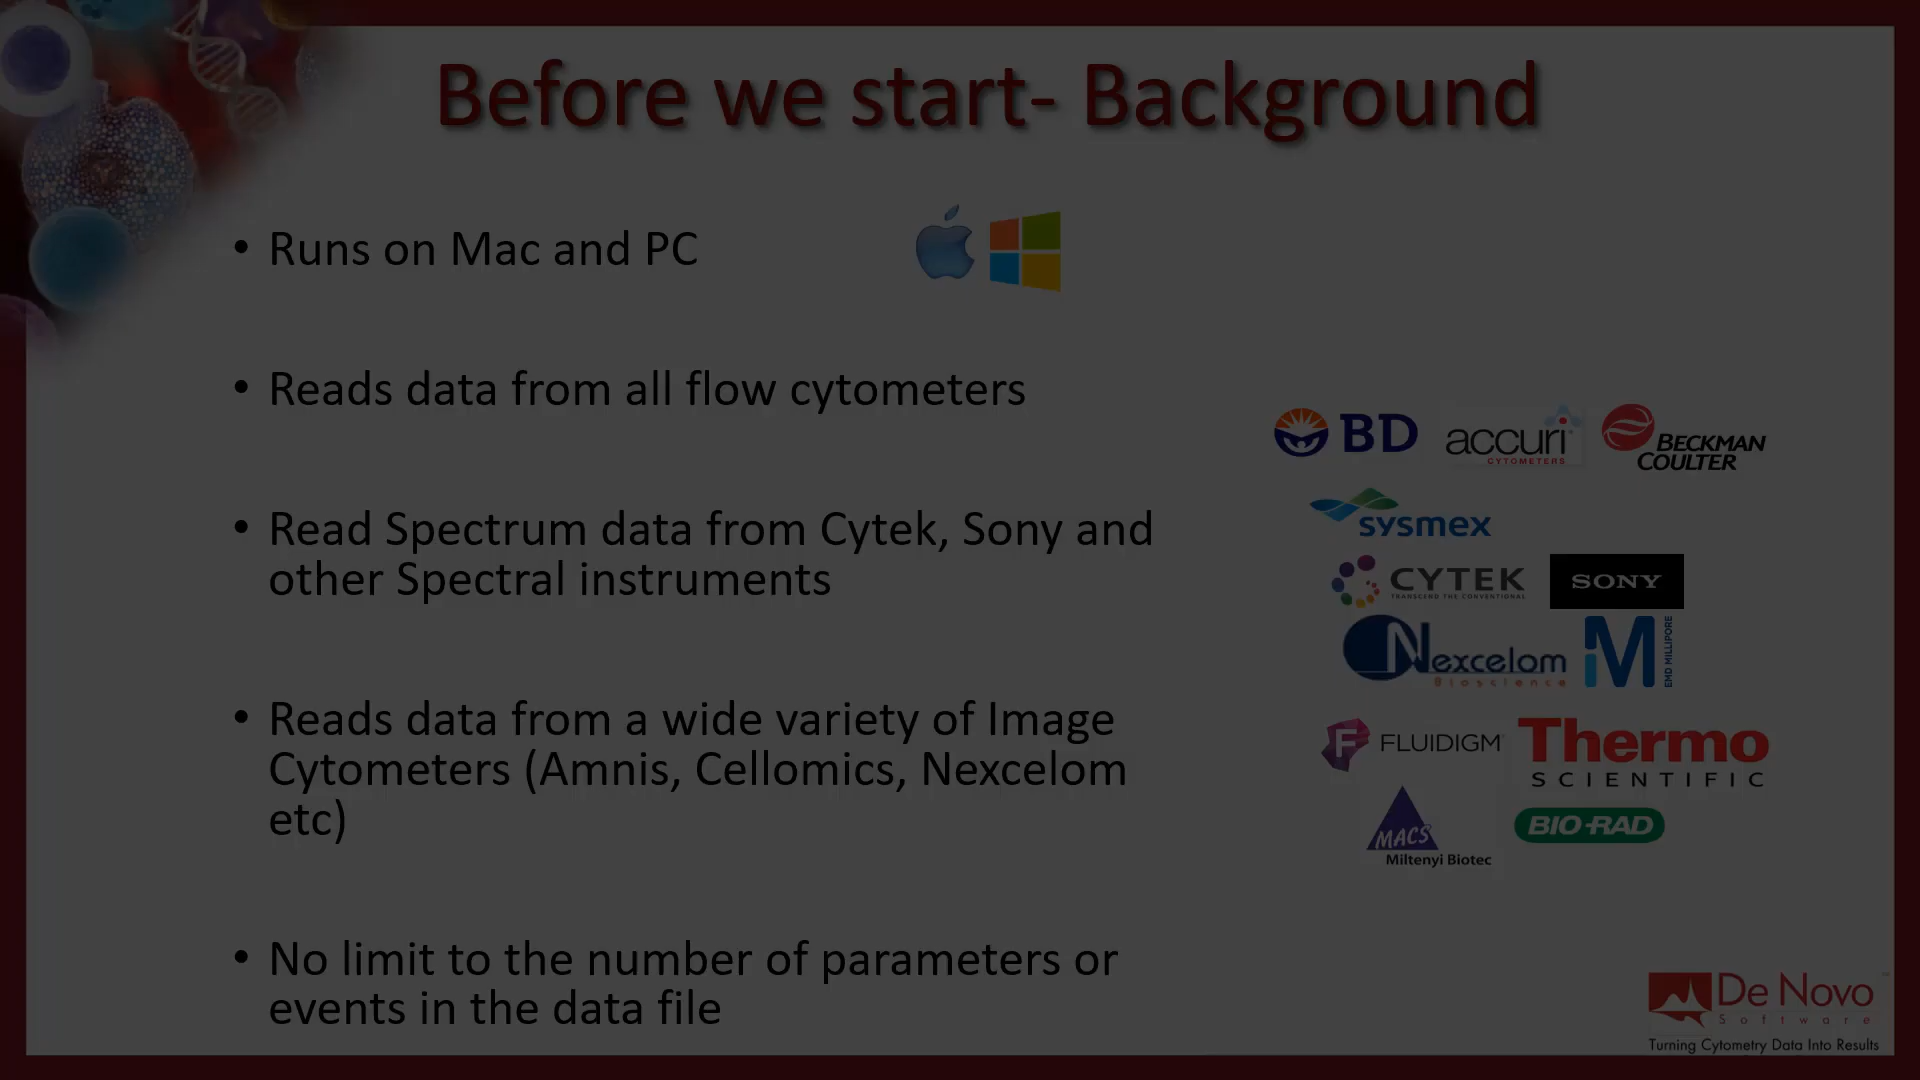 Before we start- Background
• Runs on Mac and PC
• Reads data from all flow cytometers
BD
accuri
CYTOMETERS
BECKMAN
COULTER
• Read Spectrum data from Cytek, Sony and
other Spectral instruments
sysmex
CYTEK
TRANSCEND THE CONVENTIONAL
SONY
Nexcelom
Bioscience
M
EMD MILLIPORE
• Reads data from a wide variety of Image
Cytometers (Amnis, Cellomics, Nexcelom
etc)
F FLUIDIGM
Thermo
SCIENTIFIC
MACS
Miltenyi Biotec
BIO-RAD
• No limit to the number of parameters or
events in the data file
De Novo™
Software
Turning Cytometry Data Into Results